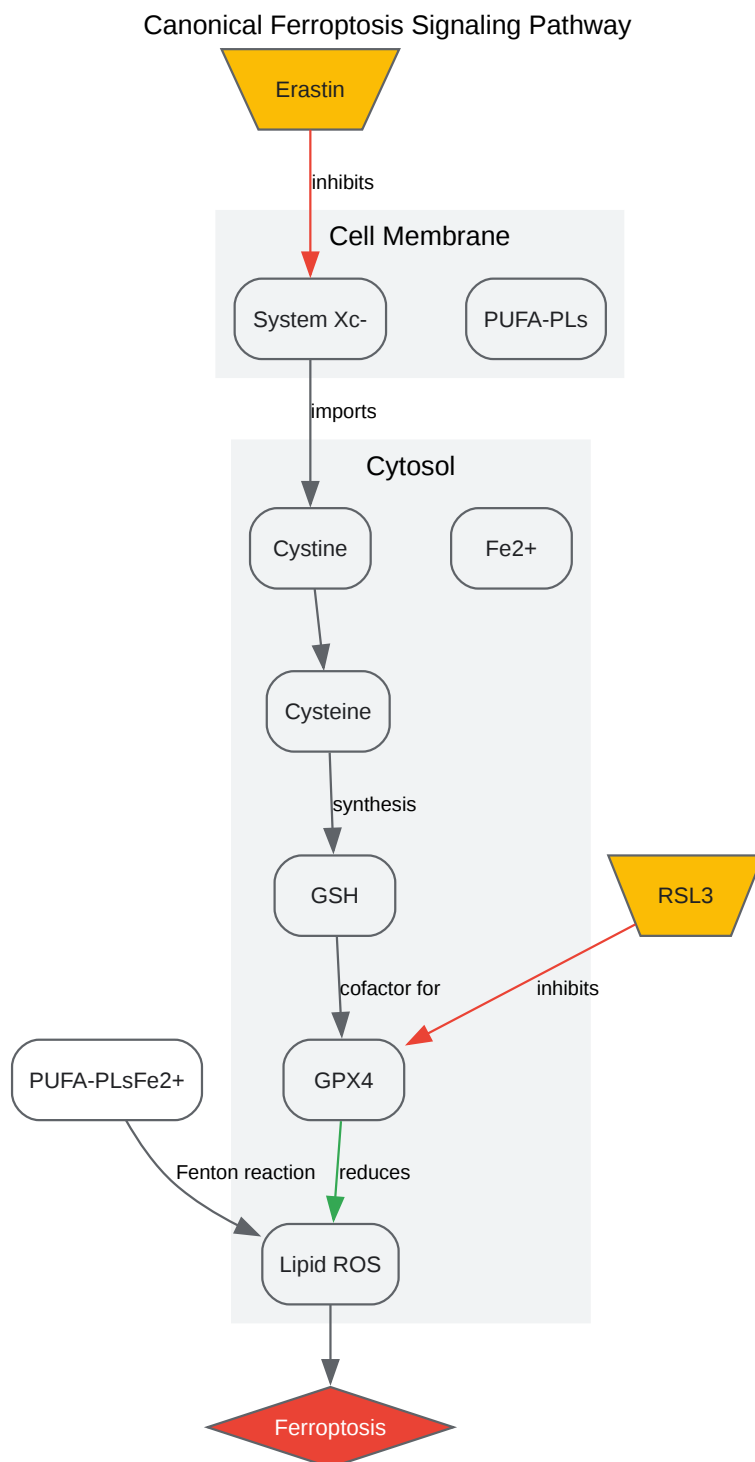 Canonical Ferroptosis Signaling Pathway
Erastin
inhibits
Cell Membrane
System Xc-
PUFA-PLs
imports
Cytosol
Cystine
Fe2+
Cysteine
synthesis
GSH
RSL3
cofactor for
inhibits
PUFA-PLsFe2+
GPX4
Fenton reaction
reduces
Lipid ROS
Ferroptosis